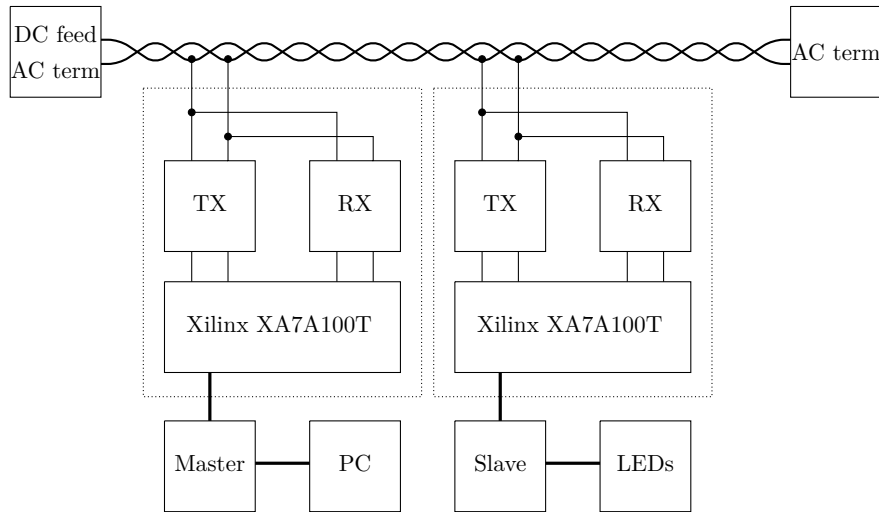 DC feed
AC term
AC term
TX
RX
TX
RX
Xilinx XA7A100T
Xilinx XA7A100T
Master
PC
Slave
LEDs